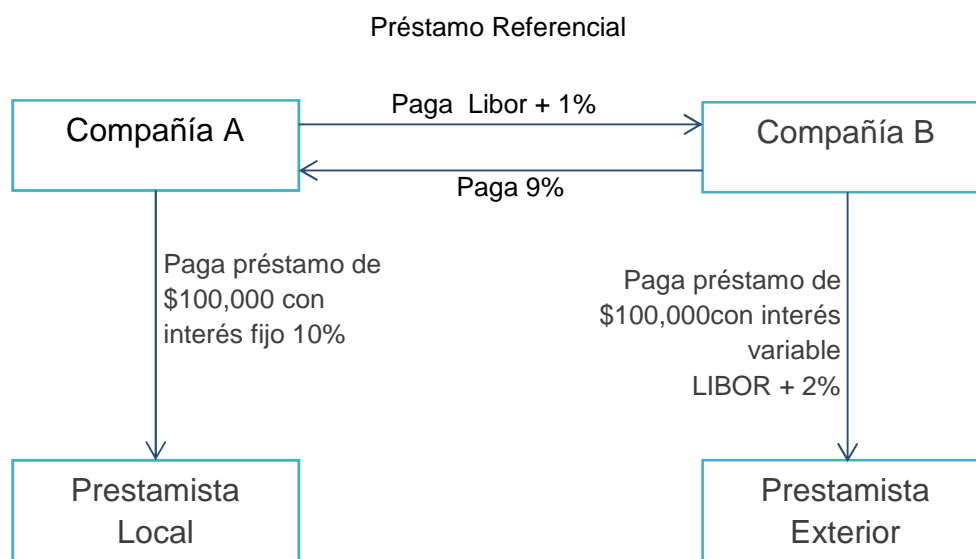 Préstamo Referencial
Paga Libor + 1%
Compañía A
Compañía B
Paga 9%
Paga préstamo de
$100,000 con
interés fijo 10%
Paga préstamo de
$100,000con interés
variable
LIBOR + 2%
Prestamista
Local
Prestamista
Exterior